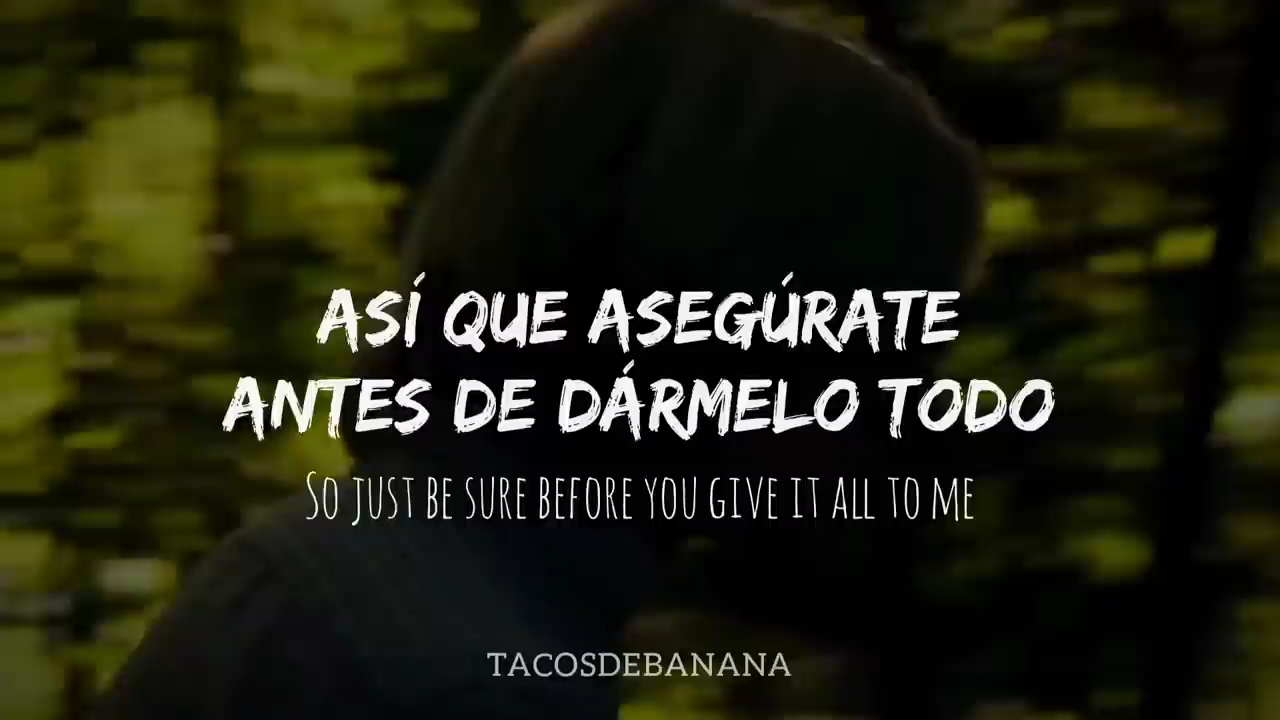 ASÍ QUE ASEGÚRATE
ANTES DE DÁRMELO TODO
SO JUST BE SURE BEFORE YOU GIVE IT ALL TO ME
TACOSDEBANANA